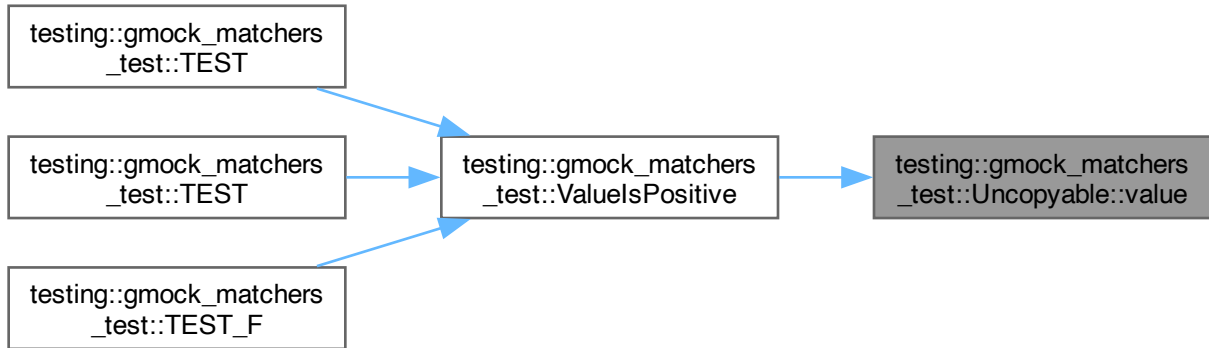 testing::gmock_matchers
_test::TEST
testing::gmock_matchers
_test::TEST
testing::gmock_matchers
_test::TEST_F
testing::gmock_matchers
_test::ValueIsPositive
testing::gmock_matchers
_test::Uncopyable::value